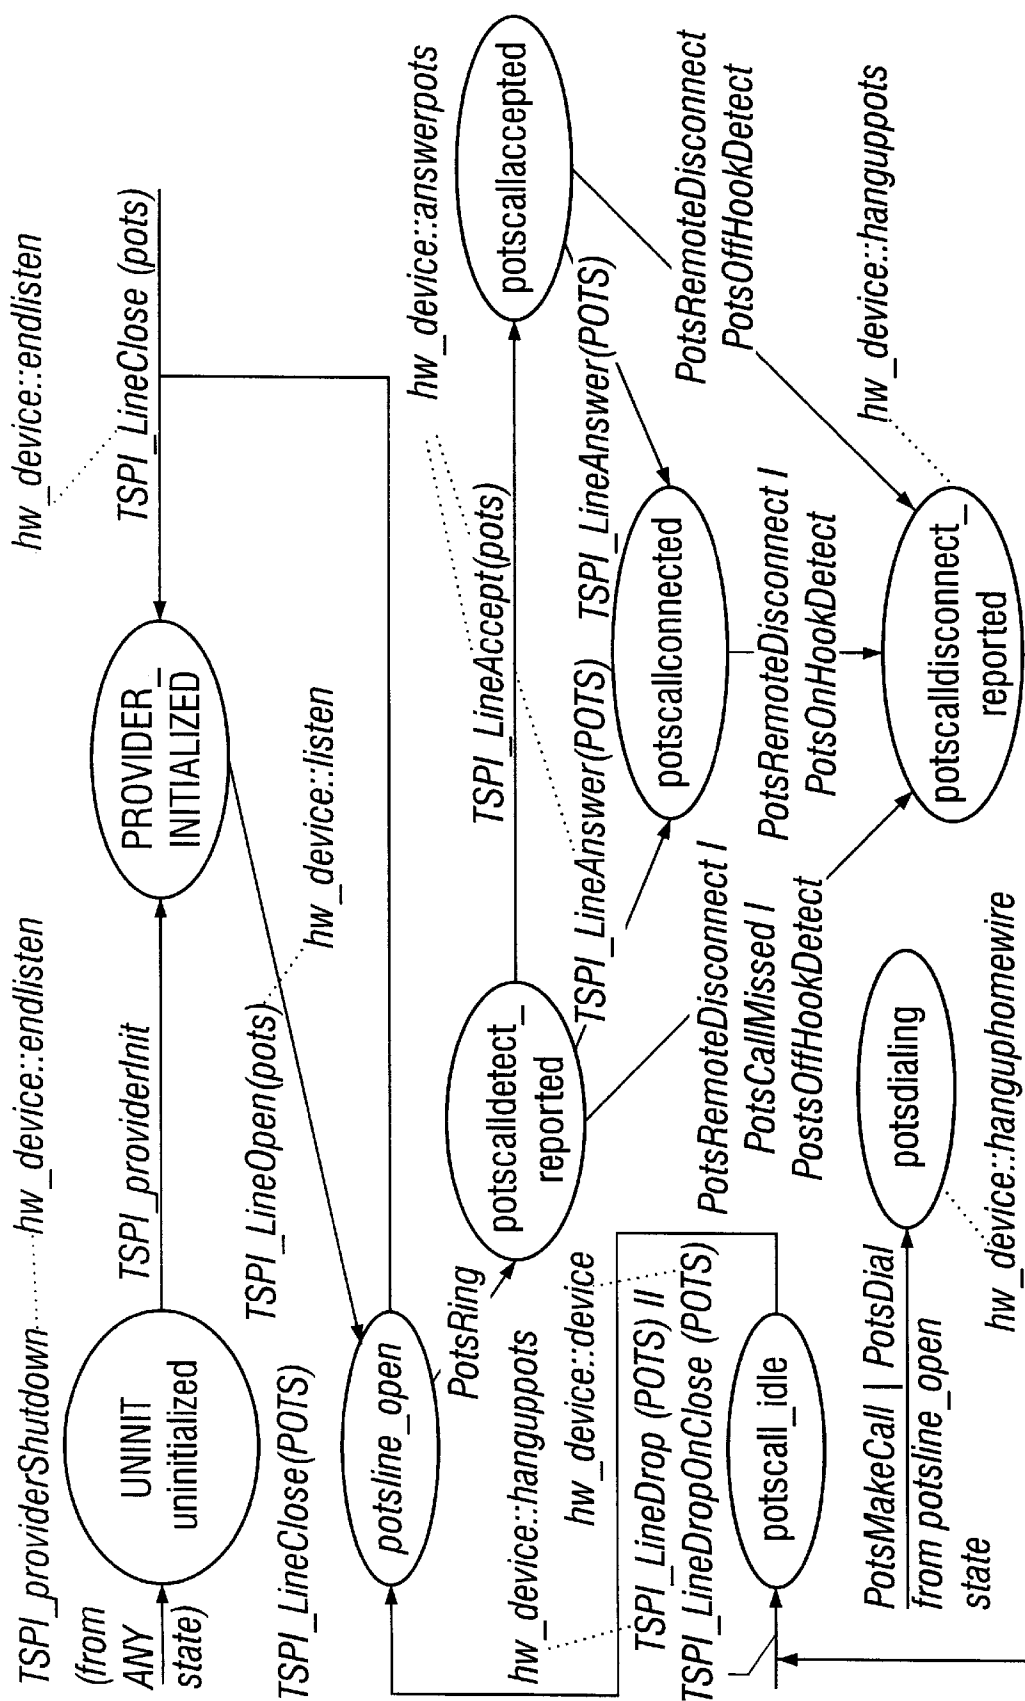 TSPI_providerShutdown
hw_device::endlisten
hw_device::endlisten
(from
ANY
state)
UNINIT
uninitialized
TSPI_providerInit
PROVIDER_
INITIALIZED
TSPI_LineClose (pots)
TSPI_LineClose(POTS)
TSPI_LineOpen(pots)
hw_device::listen
potsline_open
PotsRing
potscalldetect_
reported
TSPI_LineAccept(pots)
hw_device::answerpots
potscallaccepted
hw_device::hanguppots
hw_device::device
TSPI_LineAnswer(POTS)
TSPI_LineAnswer(POTS)
potscallconnected
TSPI_LineDrop (POTS) II
TSPI_LineDropOnClose (POTS)
PotsRemoteDisconnect I
PotsCallMissed I
PostsOffHookDetect
PotsRemoteDisconnect I
PotsOnHookDetect
PotsRemoteDisconnect
PotsOffHookDetect
potscall_idle
hw_device::hanguppots
potscalldisconnect_
reported
PotsMakeCall | PotsDial
from potsline_open
state
potsdialing
hw_device::hanguphomewire